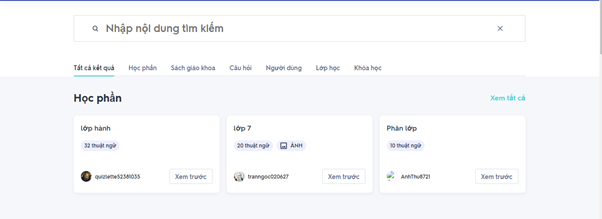 Nhập nội dung tìm kiếm
Tất cả kết quả Học phần Sách giáo khoa Câu hỏi Người dùng Lớp học Khóa học
Học phần Xem tất cả
lớp hành lớp 7 Phân lớp
32 thuật ngữ 20 thuật ngữ ẢNH 10 thuật ngữ
quizlette52381035 Xem trước tranngoc020627 Xem trước AnhThu8721 Xem trước